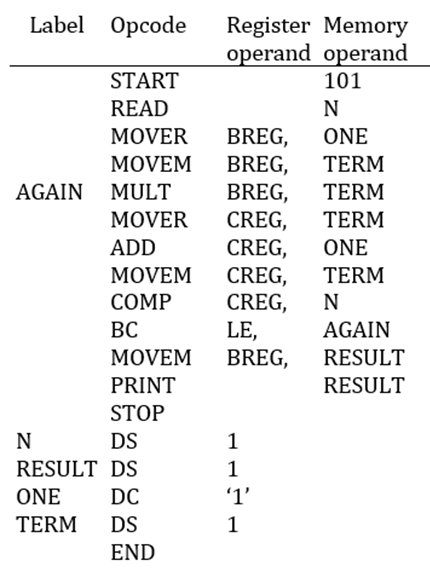 Label Opcode Register Memory
operand operand
START 101
READ N
MOVER BREG, ONE
MOVEM BREG, TERM
AGAIN MULT BREG, TERM
MOVER CREG, TERM
ADD CREG, ONE
MOVEM CREG, TERM
COMP CREG, N
BC LE, AGAIN
MOVEM BREG, RESULT
PRINT RESULT
STOP
N DS 1
RESULT DS 1
ONE DC ‘1’
TERM DS 1
END